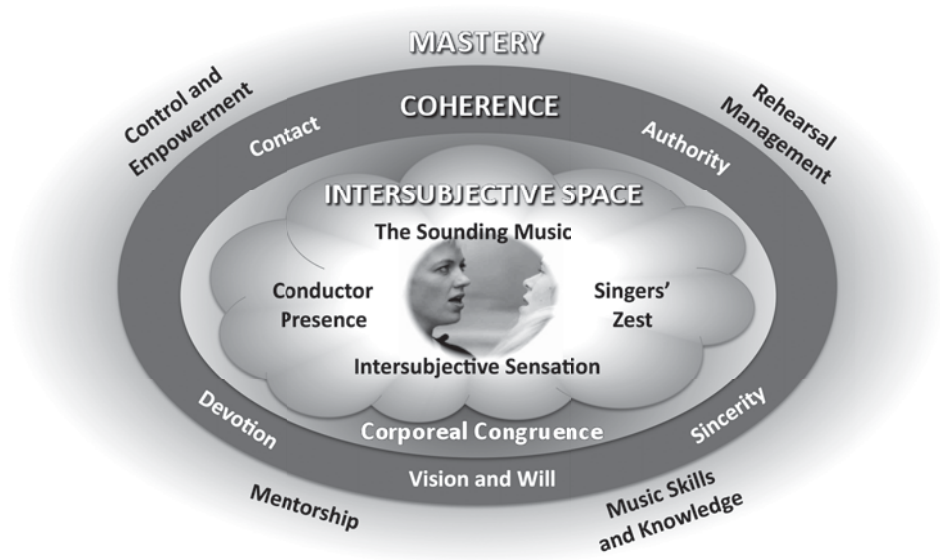 MASTERY
Control and
Empowerment
Rehearsal
Management
COHERENCE
Contact
Authority
INTERSUBJECTIVE SPACE
The Sounding Music
Conductor
Presence
Singers'
Zest
Intersubjective Sensation
Devotion
Sincerity
Corporeal Congruence
Vision and Will
Mentorship
Music Skills
and Knowledge